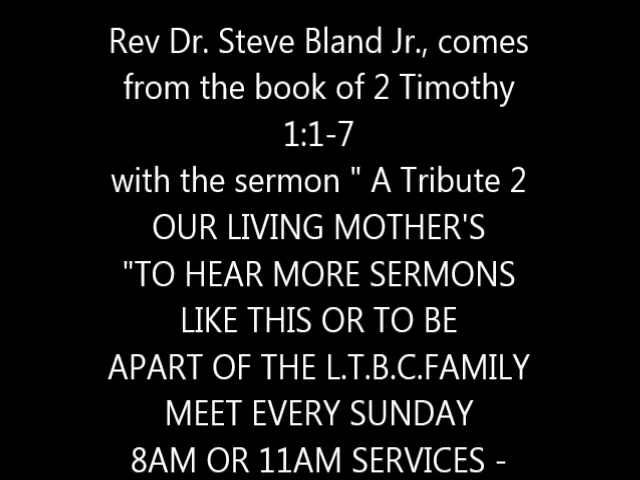 Rev Dr. Steve Bland Jr., comes
from the book of 2 Timothy
1:1-7
with the sermon " A Tribute 2
OUR LIVING MOTHER'S
"TO HEAR MORE SERMONS
LIKE THIS OR TO BE
APART OF THE L.T.B.C.FAMILY
MEET EVERY SUNDAY
8AM OR 11AM SERVICES -